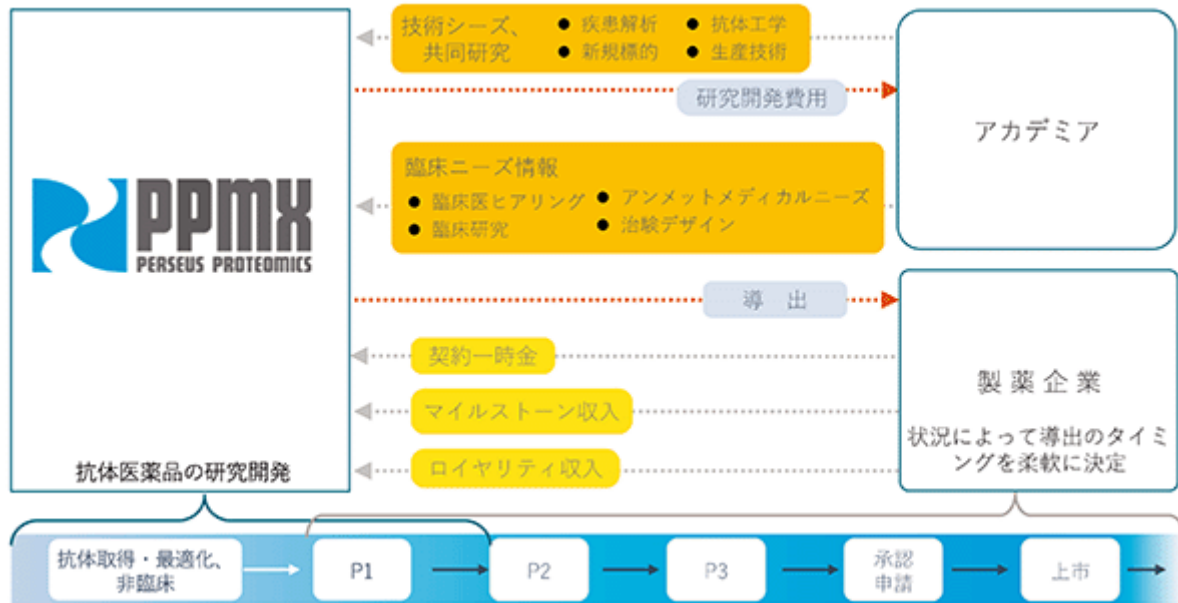 技術シーズ、
共同研究
● 疾患解析
● 抗体工学
● 新規標的
● 生産技術
研究開発費用
アカデミア
臨床ニーズ情報
● 臨床医ヒアリング
● アンメットメディカルニーズ
● 臨床研究
● 治験デザイン
PPMX
PERSEUS PROTEOMICS
導 出
契約一時金
マイルストーン収入
ロイヤリティ収入
製薬企業
状況によって導出のタイミ
ングを柔軟に決定
抗体医薬品の研究開発
抗体取得・最適化、
非臨床
P1
P2
P3
承認
申請
上市